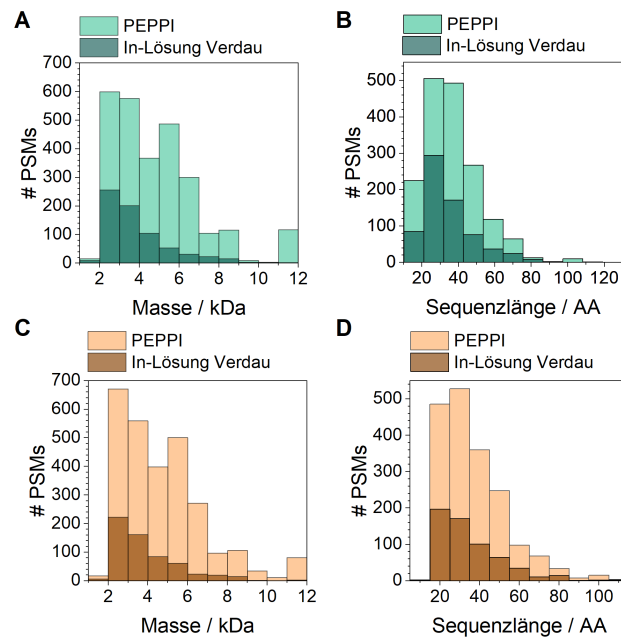 A
PEPPI
In-Lösung Verdau
700
600
500
400
300
200
100
0
# PSMs
2 4 6 8 10 12
Masse / kDa
B
PEPPI
In-Lösung Verdau
500
400
300
200
100
0
# PSMs
20 40 60 80 100 120
Sequenzlänge / AA
C
PEPPI
In-Lösung Verdau
700
600
500
400
300
200
100
0
# PSMs
2 4 6 8 10 12
Masse / kDa
D
PEPPI
In-Lösung Verdau
500
400
300
200
100
0
# PSMs
20 40 60 80 100
Sequenzlänge / AA